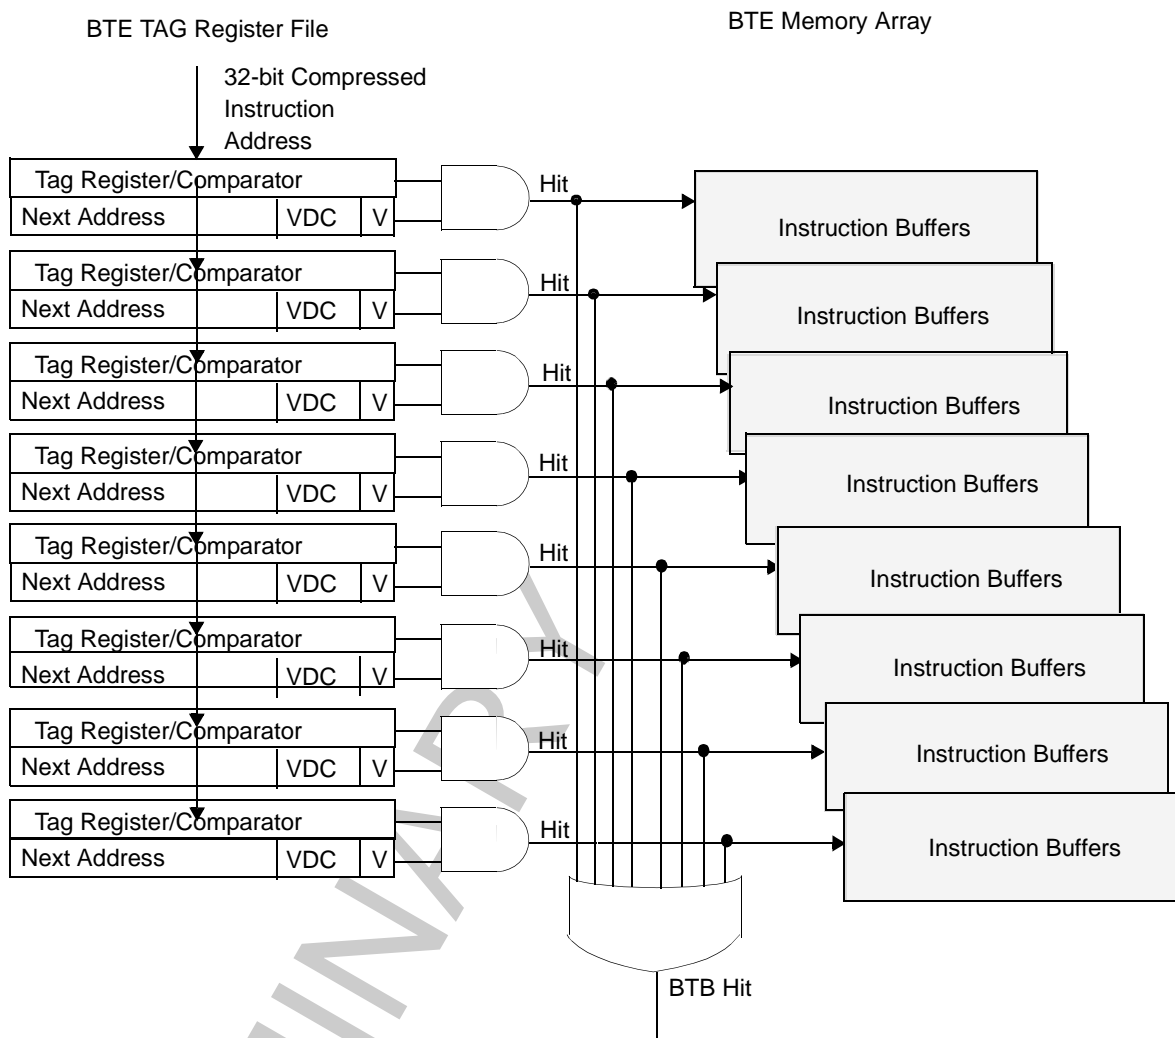 BTE TAG Register File
BTE Memory Array
32-bit Compressed
Instruction
Address
Tag Register/Comparator
Next Address VDC V
Hit
Instruction Buffers
Tag Register/Comparator
Next Address VDC V
Hit
Instruction Buffers
Tag Register/Comparator
Next Address VDC V
Hit
Instruction Buffers
Tag Register/Comparator
Next Address VDC V
Hit
Instruction Buffers
Tag Register/Comparator
Next Address VDC V
Hit
Instruction Buffers
Tag Register/Comparator
Next Address VDC V
Hit
Instruction Buffers
Tag Register/Comparator
Next Address VDC V
Hit
Instruction Buffers
Tag Register/Comparator
Next Address VDC V
Hit
Instruction Buffers
BTB Hit
INARY